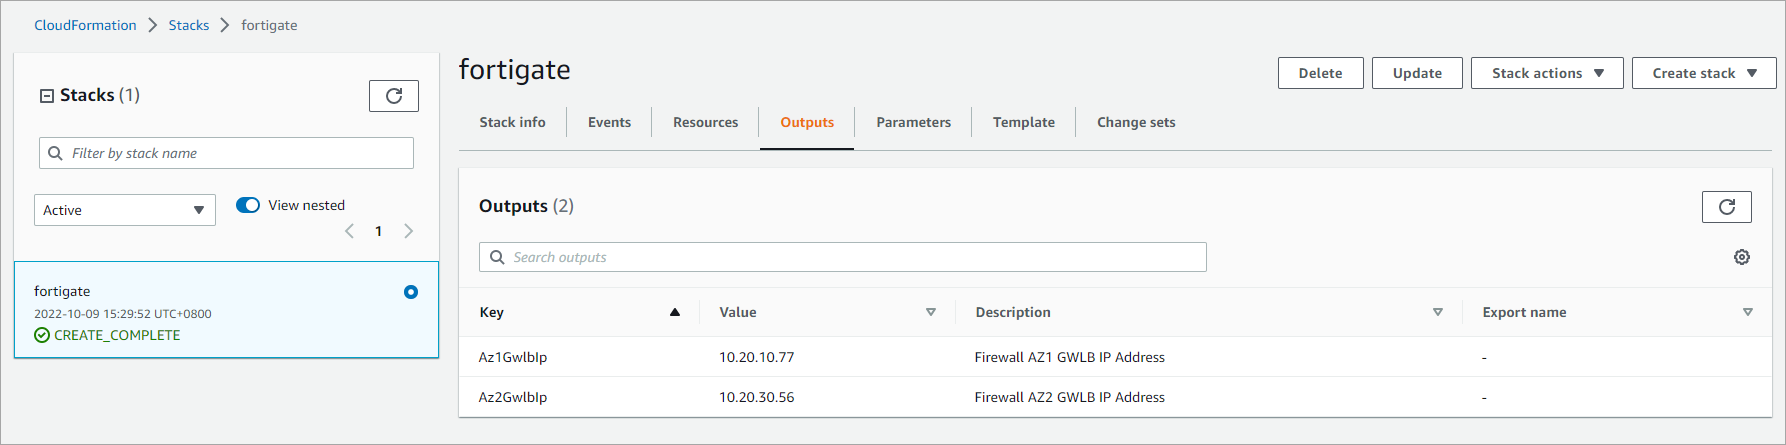 CloudFormation > Stacks > fortigate
Stacks (1)
Filter by stack name
Active
View nested
1
fortigate
2022-10-09 15:29:52 UTC+0800
CREATE_COMPLETE
fortigate
Delete Update Stack actions Create stack
Stack info Events Resources Outputs Parameters Template Change sets
Outputs (2)
Search outputs
Key Value Description Export name
Az1GwlbIp 10.20.10.77 Firewall AZ1 GWLB IP Address -
Az2GwlbIp 10.20.30.56 Firewall AZ2 GWLB IP Address -